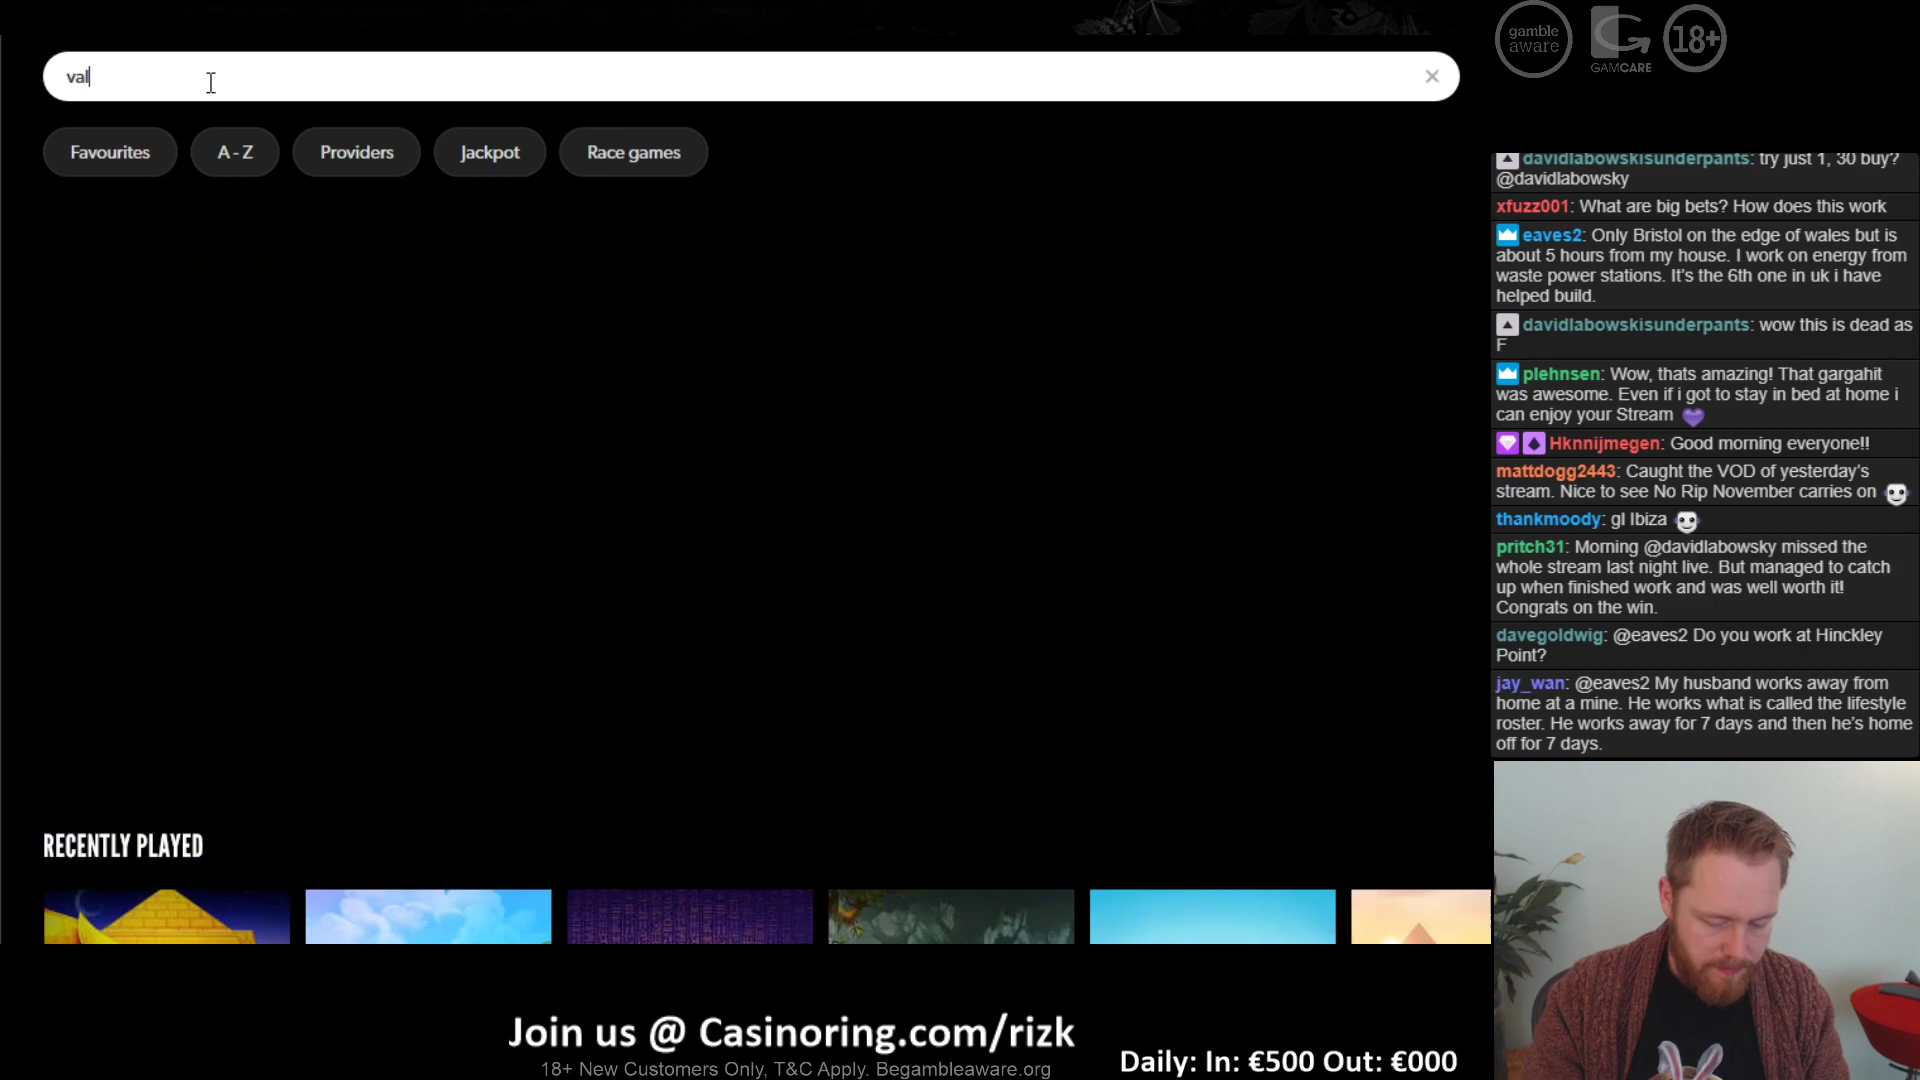 gamble
aware
GAMCARE
18+
val
Favourites
A - Z
Providers
Jackpot
Race games
davidlabowskisunderpants: try just 1, 30 buy?
@davidlabowsky
xfuzz001: What are big bets? How does this work
eaves2: Only Bristol on the edge of wales but is
about 5 hours from my house. I work on energy from
waste power stations. It's the 6th one in uk i have
helped build.
davidlabowskisunderpants: wow this is dead as
F
plehnsen: Wow, thats amazing! That gargahit
was awesome. Even if i got to stay in bed at home i
can enjoy your Stream
Hknnijmegen: Good morning everyone!!
mattdogg2443: Caught the VOD of yesterday's
stream. Nice to see No Rip November carries on
thankmoody: gl Ibiza
pritch31: Morning @davidlabowsky missed the
whole stream last night live. But managed to catch
up when finished work and was well worth it!
Congrats on the win.
davegoldwig: @eaves2 Do you work at Hinckley
Point?
jay_wan: @eaves2 My husband works away from
home at a mine. He works what is called the lifestyle
roster. He works away for 7 days and then he's home
off for 7 days.
RECENTLY PLAYED
Join us @ Casinoring.com/rizk
18+ New Customers Only, T&C Apply. Begambleaware.org
Daily: In: €500 Out: €000